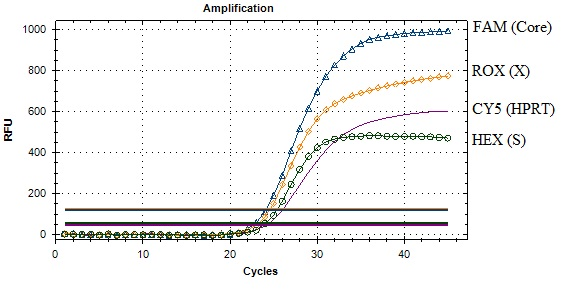 Amplification
1000
800
600
400
200
0
RFU
0
10
20
30
40
Cycles
FAM (Core)
ROX (X)
CY5 (HPRT)
HEX (S)